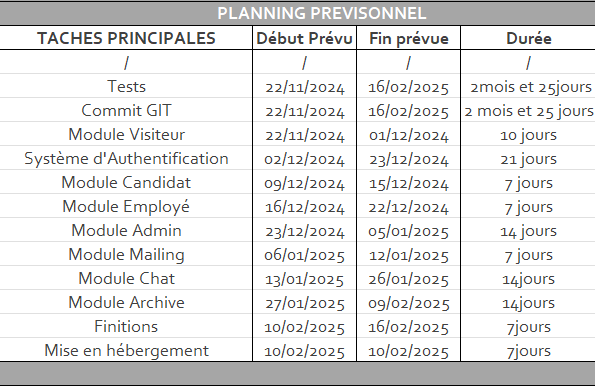 PLANNING PREVISONNEL
TACHES PRINCIPALES Début Prévu Fin prévue Durée
/ / / /
Tests 22/11/2024 16/02/2025 2mois et 25jours
Commit GIT 22/11/2024 16/02/2025 2 mois et 25 jours
Module Visiteur 22/11/2024 01/12/2024 10 jours
Système d'Authentification 02/12/2024 23/12/2024 21 jours
Module Candidat 09/12/2024 15/12/2024 7 jours
Module Employé 16/12/2024 22/12/2024 7 jours
Module Admin 23/12/2024 05/01/2025 14 jours
Module Mailing 06/01/2025 12/01/2025 7 jours
Module Chat 13/01/2025 26/01/2025 14jours
Module Archive 27/01/2025 09/02/2025 14jours
Finitions 10/02/2025 16/02/2025 7jours
Mise en hébergement 10/02/2025 10/02/2025 7jours